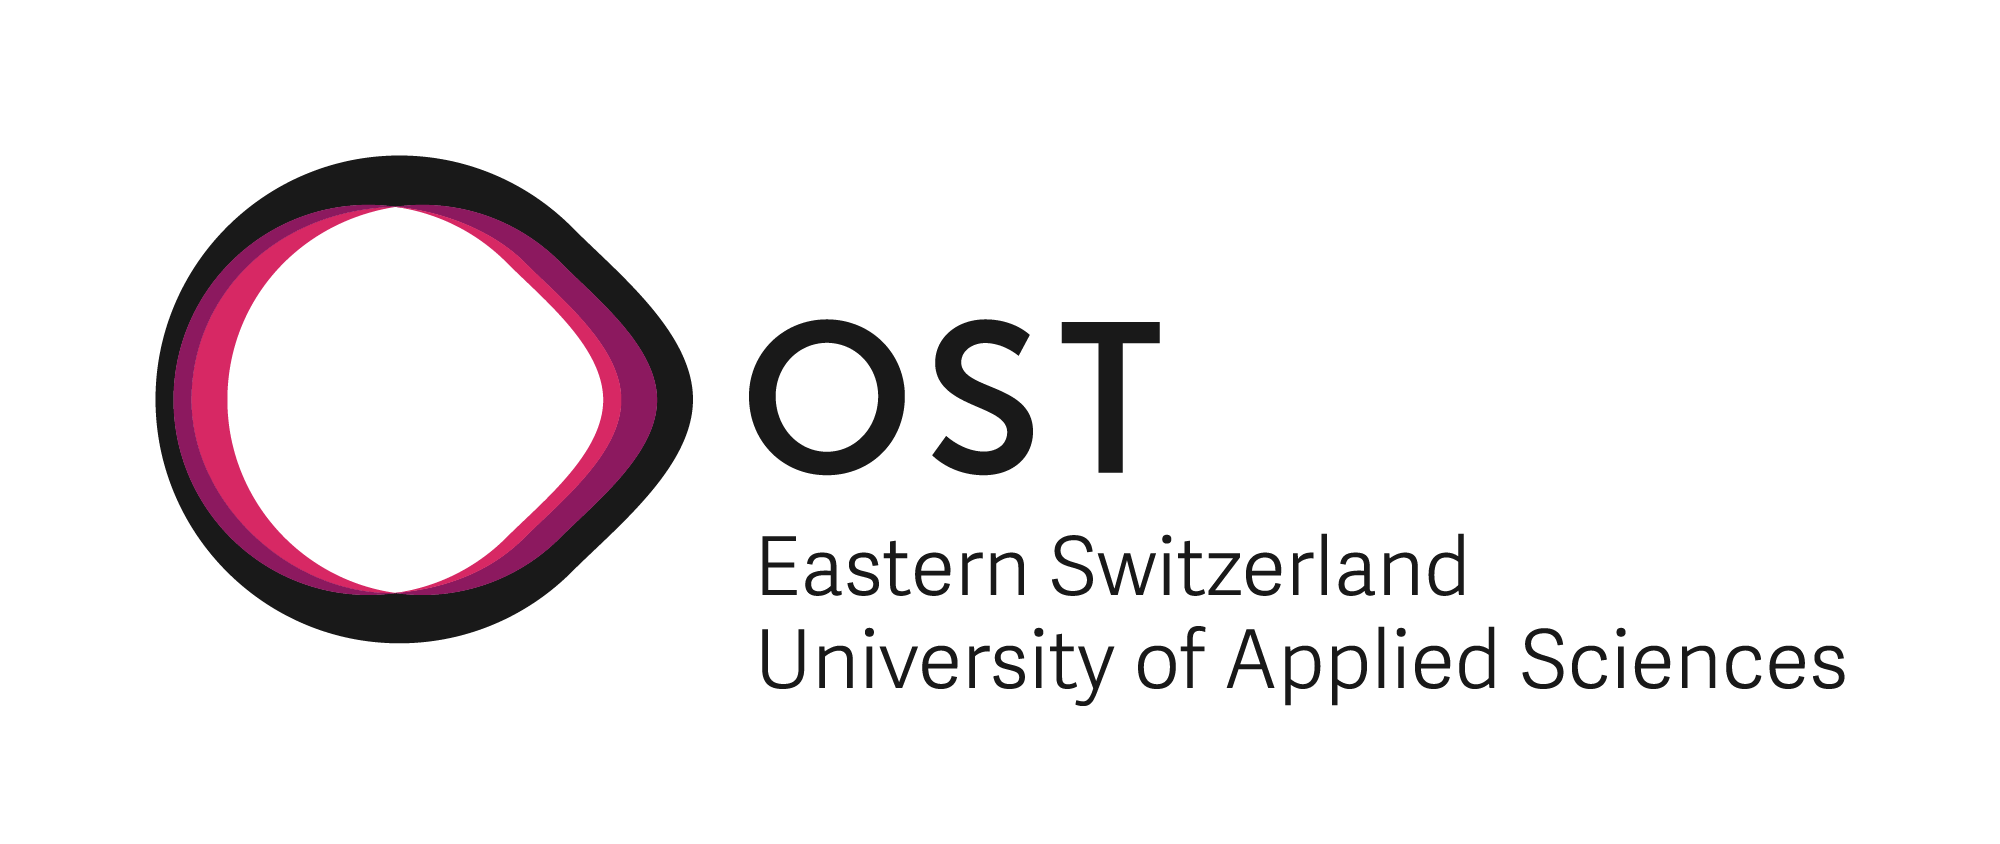 OST
Eastern Switzerland
University of Applied Sciences